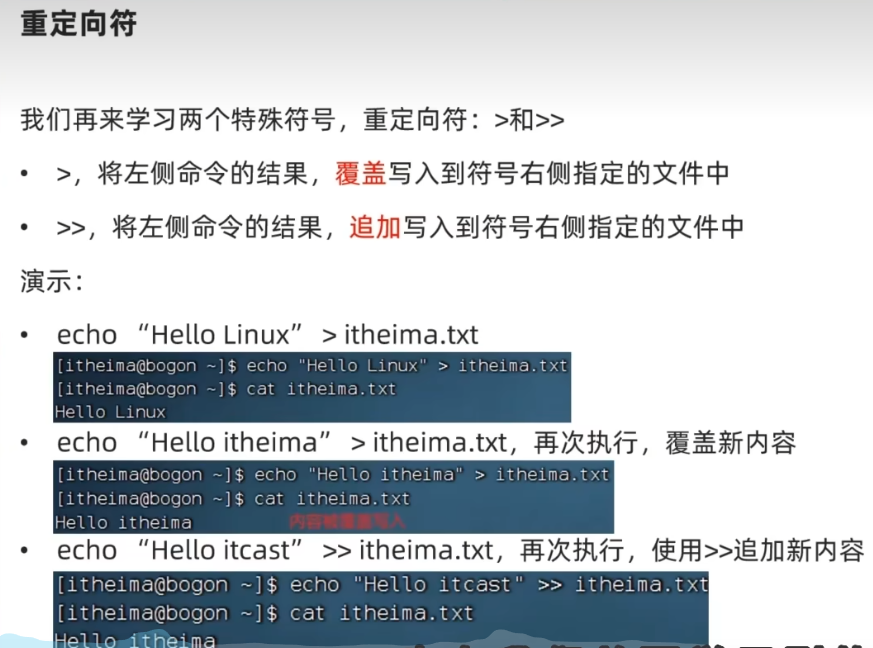 重定向符
我们再来学习两个特殊符号，重定向符：>和>>
• >，将左侧命令的结果，覆盖写入到符号右侧指定的文件中
• >>，将左侧命令的结果，追加写入到符号右侧指定的文件中
演示：
• echo “Hello Linux” > itheima.txt
[itheima@bogon ~]$ echo "Hello Linux" > itheima.txt
[itheima@bogon ~]$ cat itheima.txt
Hello Linux
• echo “Hello itheima” > itheima.txt，再次执行，覆盖新内容
[itheima@bogon ~]$ echo "Hello itheima" > itheima.txt
[itheima@bogon ~]$ cat itheima.txt
Hello itheima 内容被覆盖写入
• echo “Hello itcast” >> itheima.txt，再次执行，使用>>追加新内容
[itheima@bogon ~]$ echo "Hello itcast" >> itheima.txt
[itheima@bogon ~]$ cat itheima.txt
Hello itheima